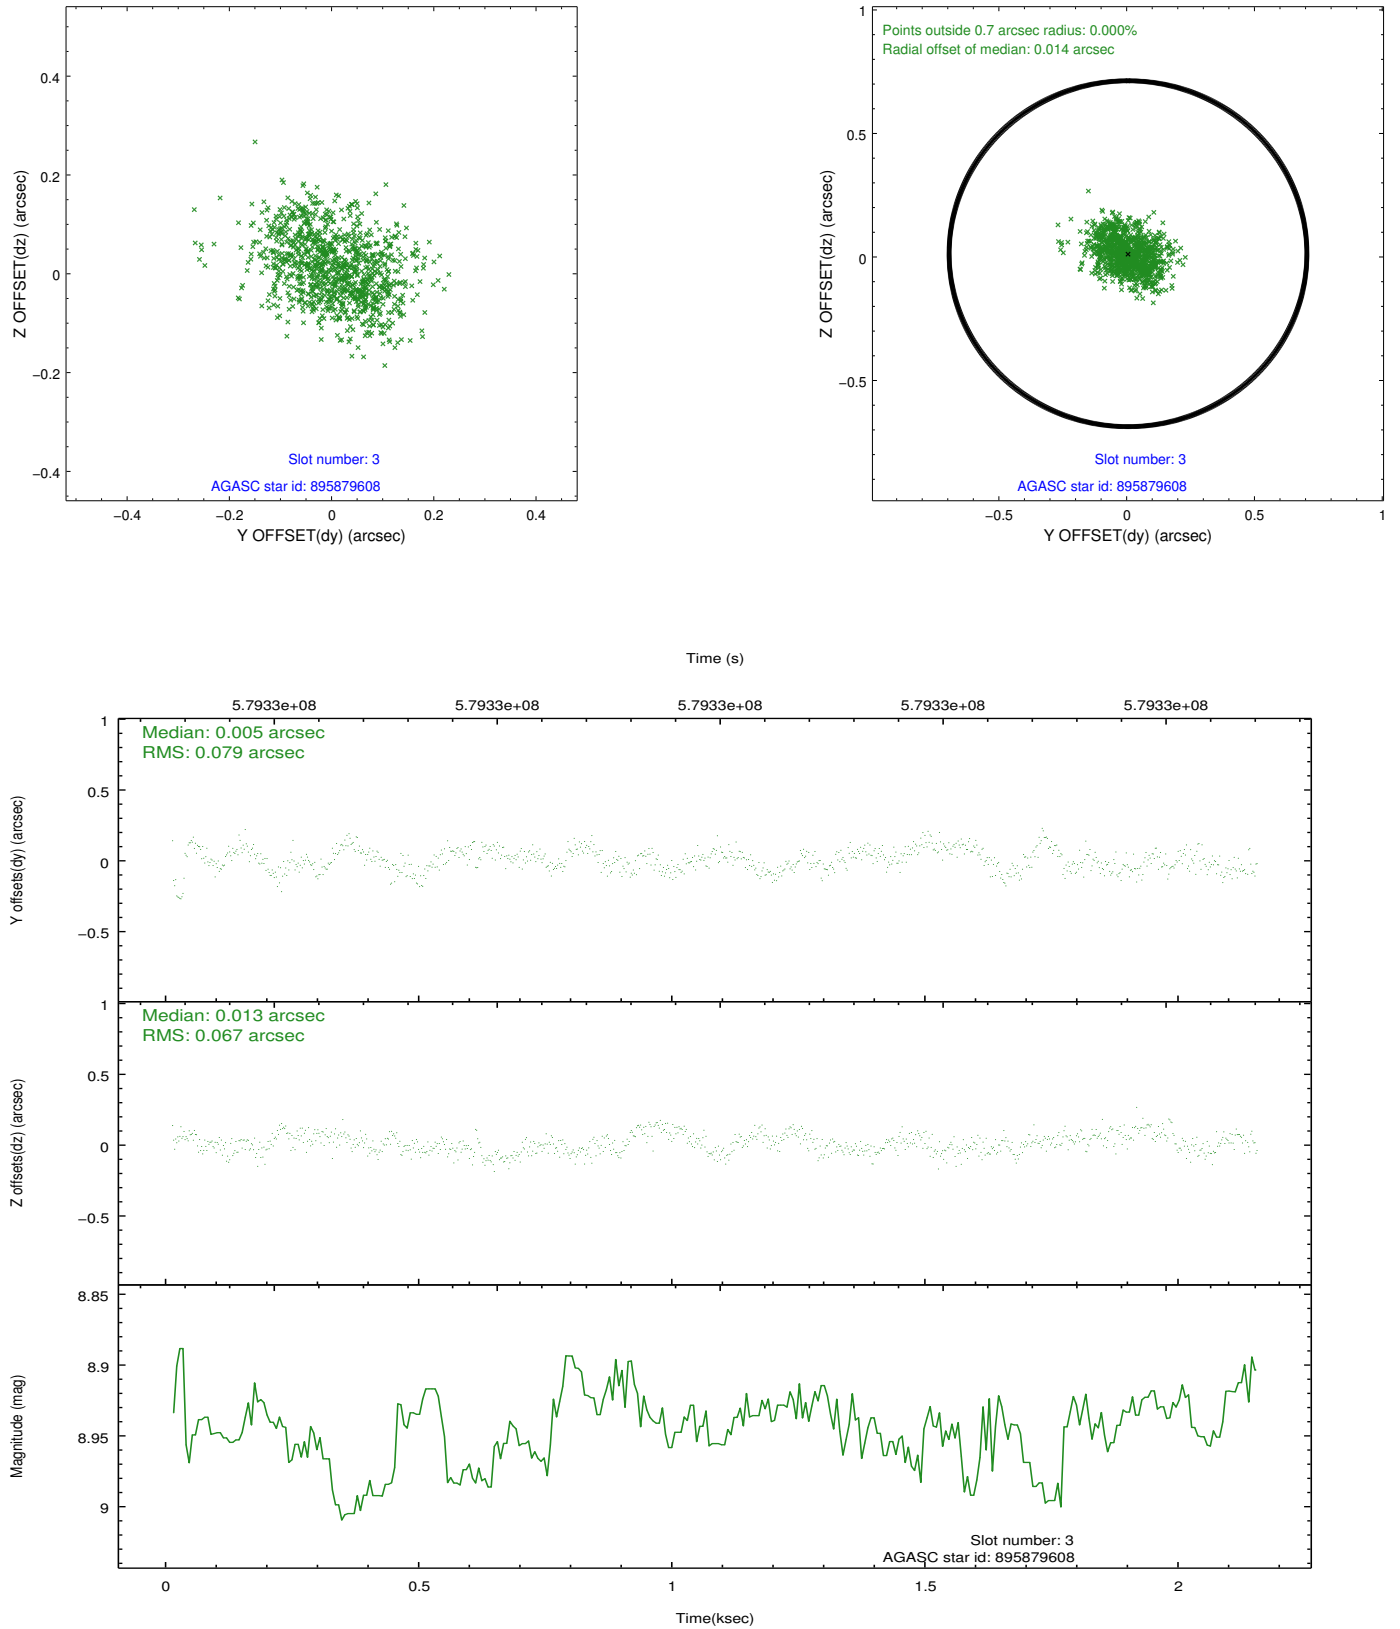 0.4
0.2
0
−0.2
−0.4
Z OFFSET(dz) (arcsec)
Slot number: 3
AGASC star id: 895879608
−0.4 −0.2 0 0.2 0.4
Y OFFSET(dy) (arcsec)
1
0.5
0
−0.5
Z OFFSET(dz) (arcsec)
Points outside 0.7 arcsec radius: 0.000%
Radial offset of median: 0.014 arcsec
Slot number: 3
AGASC star id: 895879608
−0.5 0 0.5 1
Y OFFSET(dy) (arcsec)
Time (s)
5.7933e+08 5.7933e+08 5.7933e+08 5.7933e+08 5.7933e+08
1
0.5
0
−0.5
Y offsets(dy) (arcsec)
Median: 0.005 arcsec
RMS: 0.079 arcsec
1
0.5
0
−0.5
Z offsets(dz) (arcsec)
Median: 0.013 arcsec
RMS: 0.067 arcsec
8.85
8.9
8.95
9
Magnitude (mag)
Slot number: 3
AGASC star id: 895879608
0 0.5 1 1.5 2
Time(ksec)